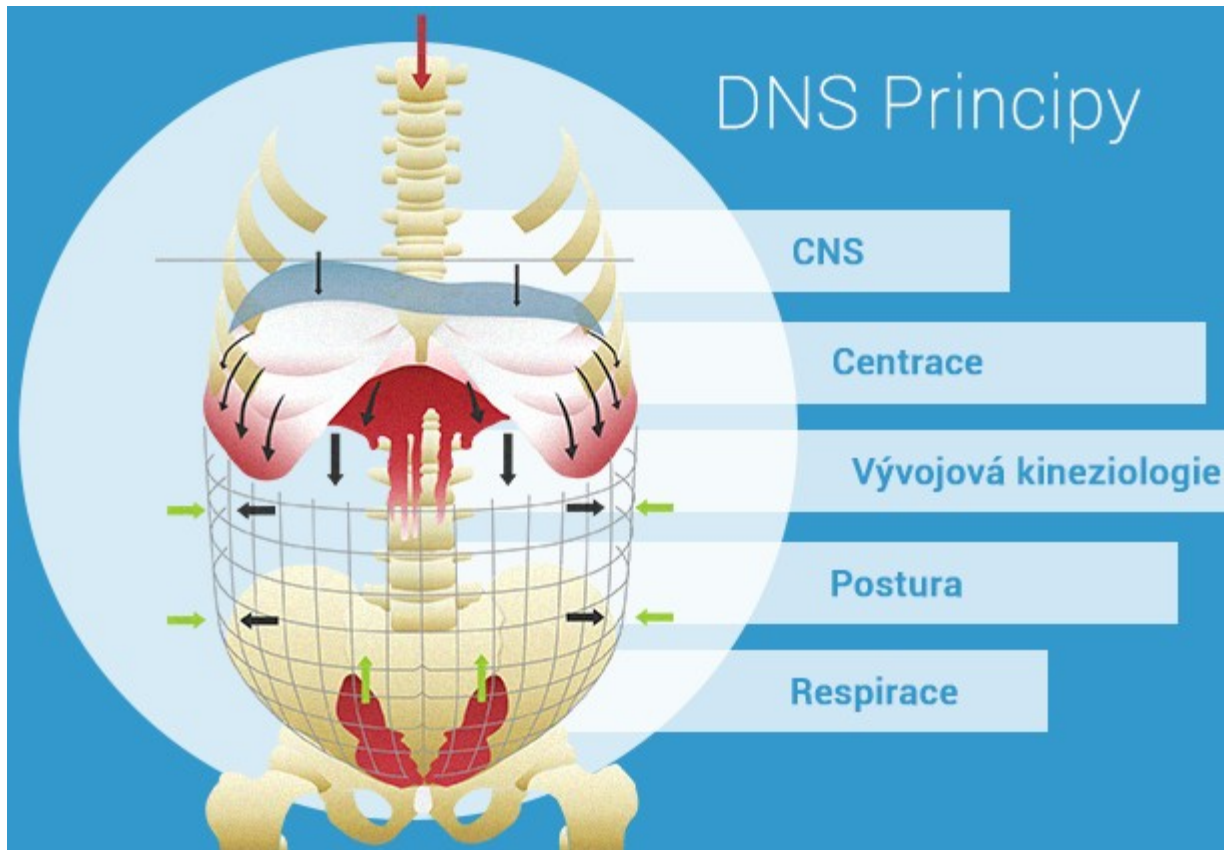 DNS Principy
CNS
Centrace
Vývojová kineziologie
Postura
Respirace